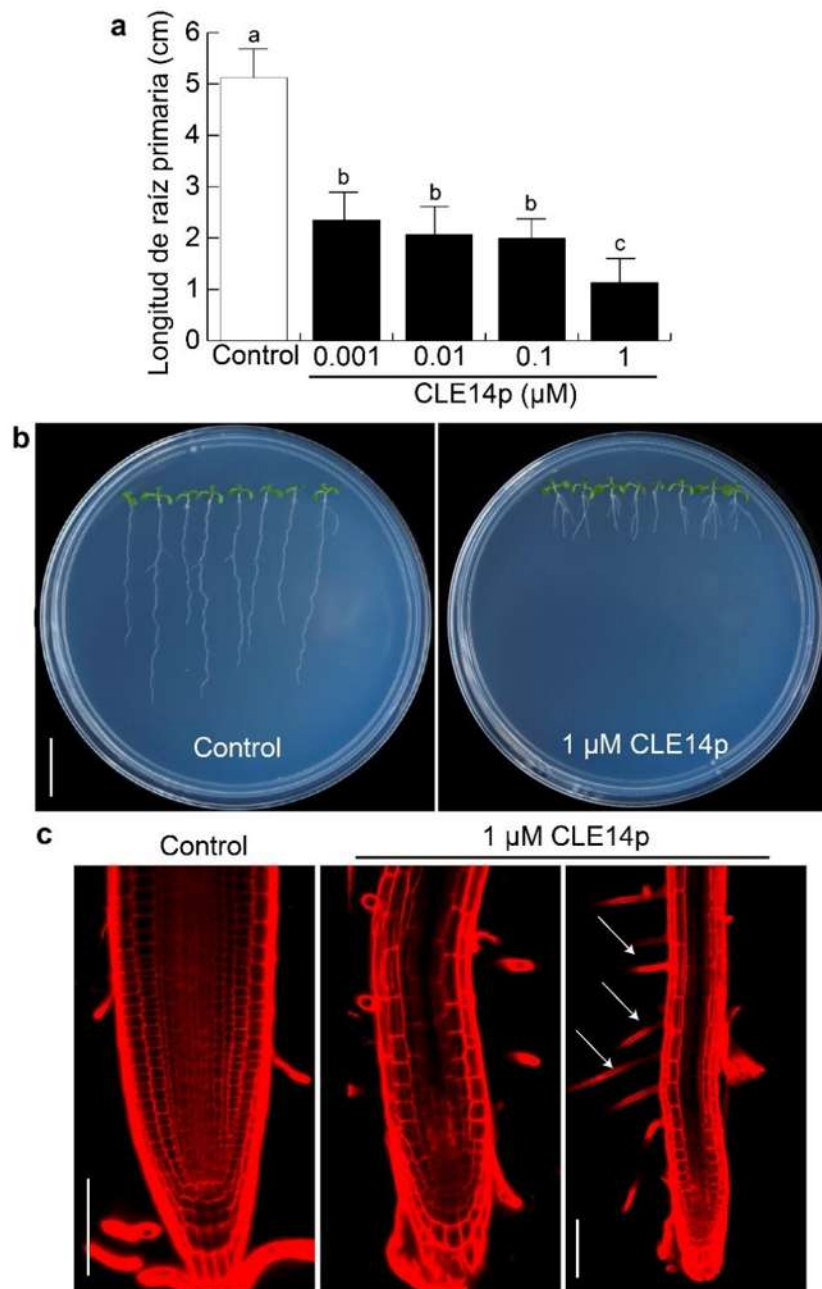 a
Longitud de raíz primaria (cm)
6
5
4
3
2
1
0
a
b
b
b
c
Control
0.001
0.01
0.1
1
CLE14p (µM)
b
Control
1 µM CLE14p
c
Control
1 µM CLE14p